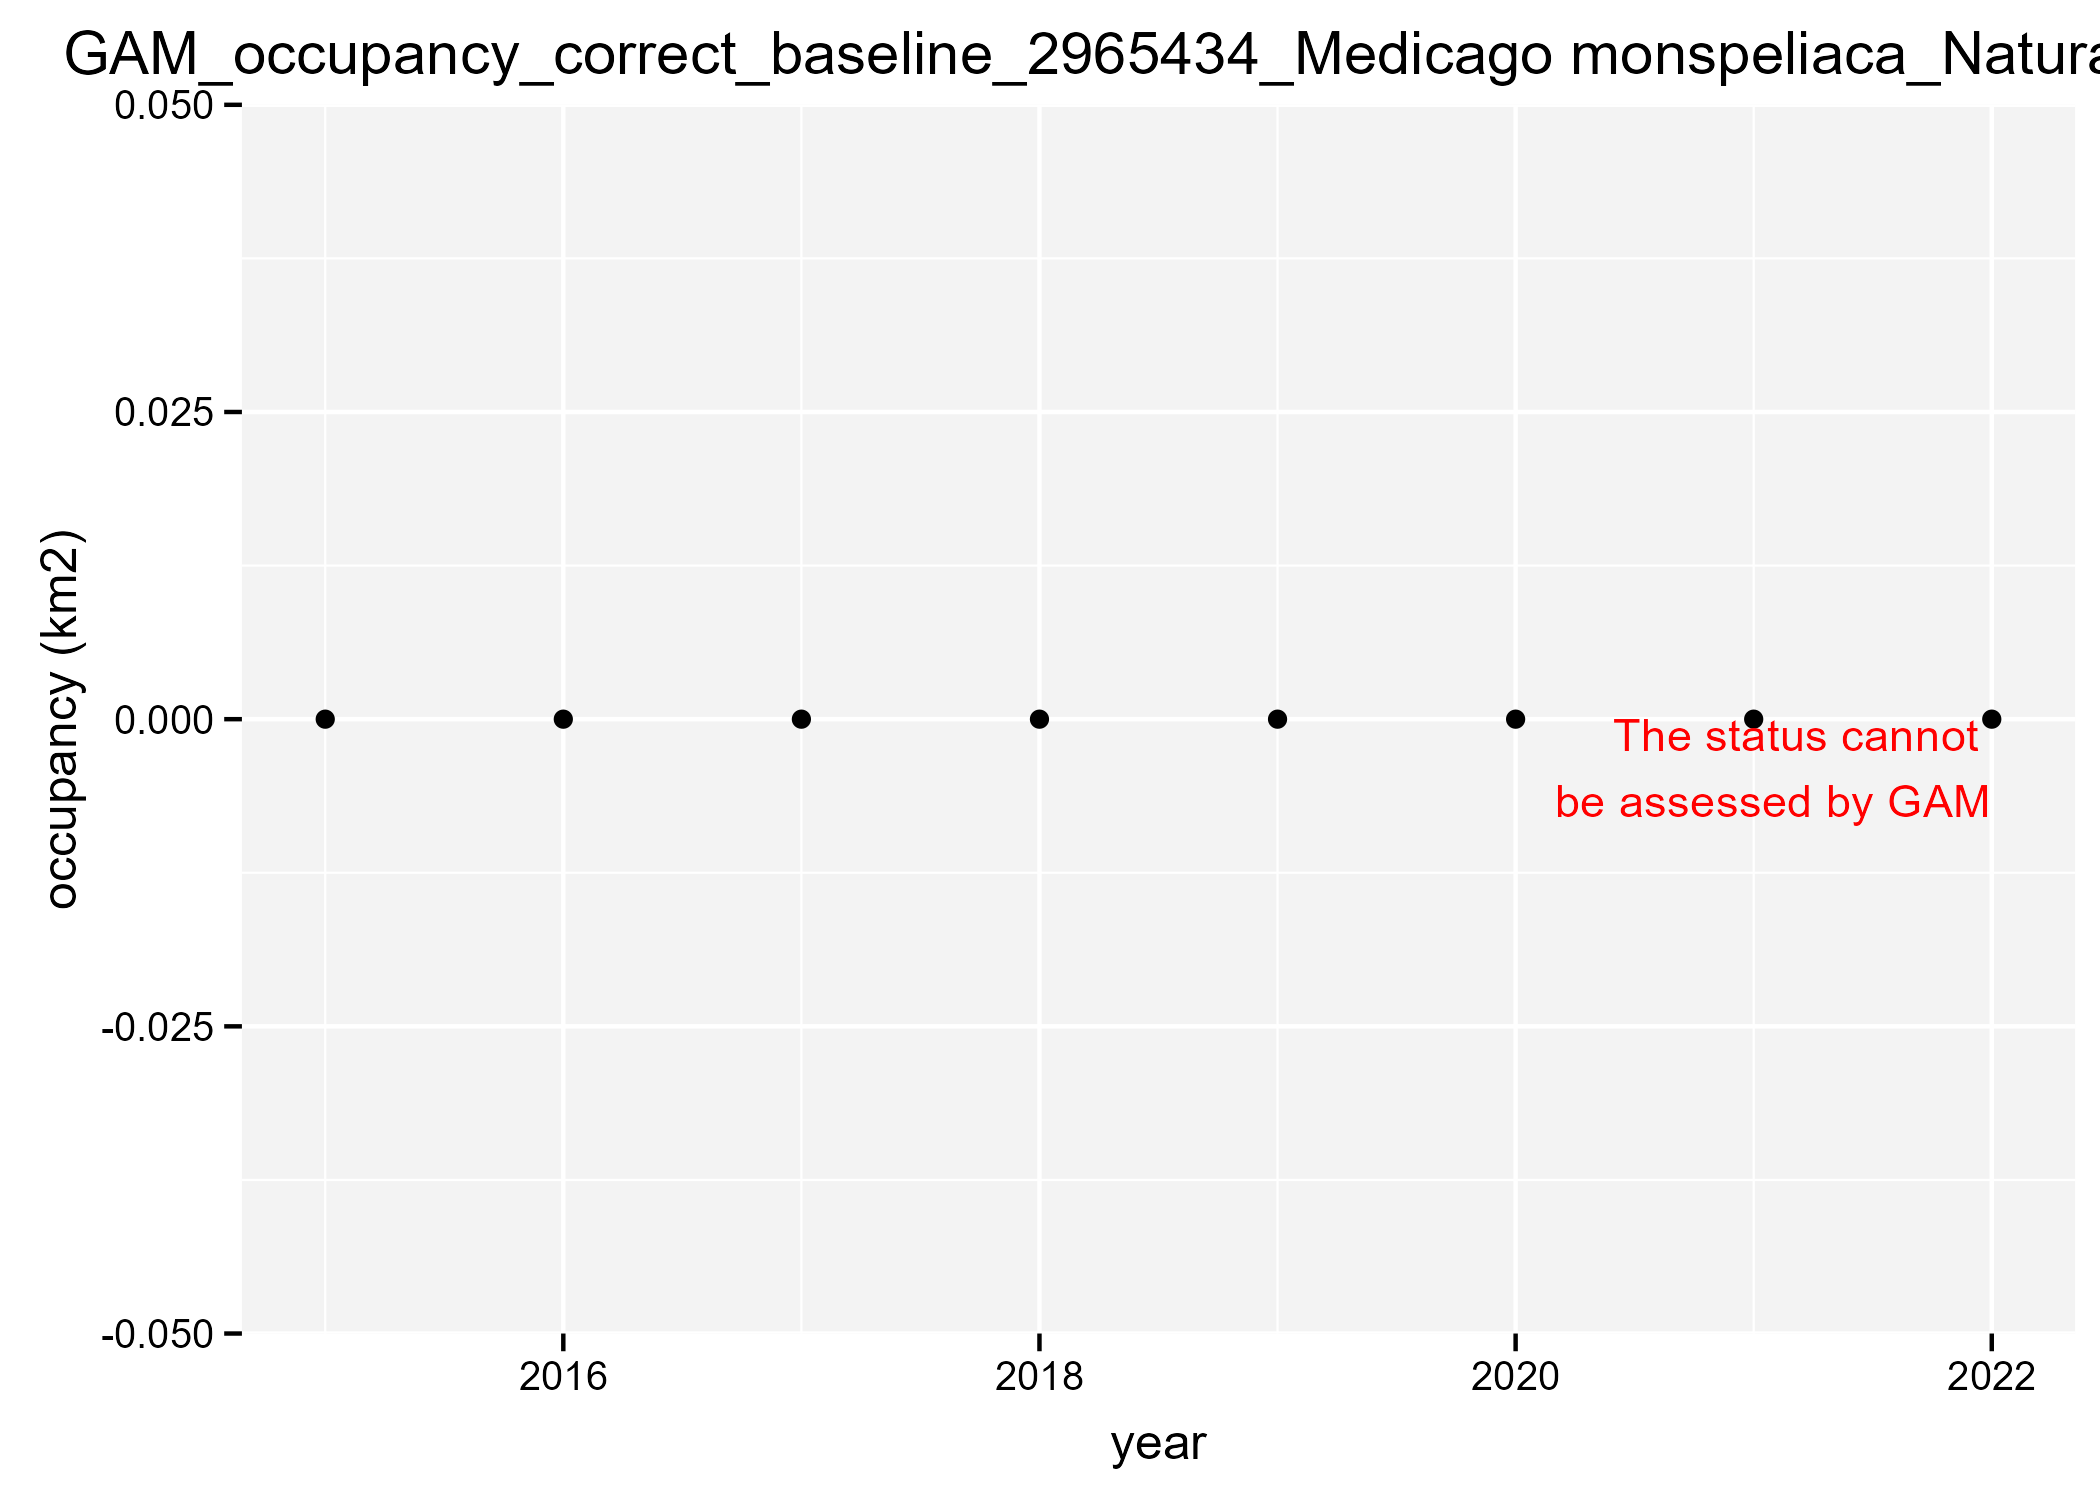 GAM_occupancy_correct_baseline_2965434_Medicago monspeliaca_Natura
0.050
0.025
0.000
-0.025
-0.050
occupancy (km2)
The status cannot
be assessed by GAM
2016 2018 2020 2022
year